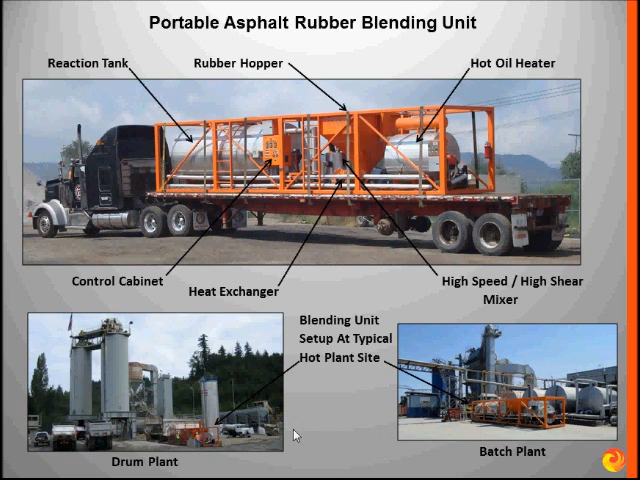 Portable Asphalt Rubber Blending Unit
Reaction Tank
Rubber Hopper
Hot Oil Heater
Control Cabinet
Heat Exchanger
High Speed / High Shear
Mixer
Blending Unit
Setup At Typical
Hot Plant Site
Drum Plant
Batch Plant